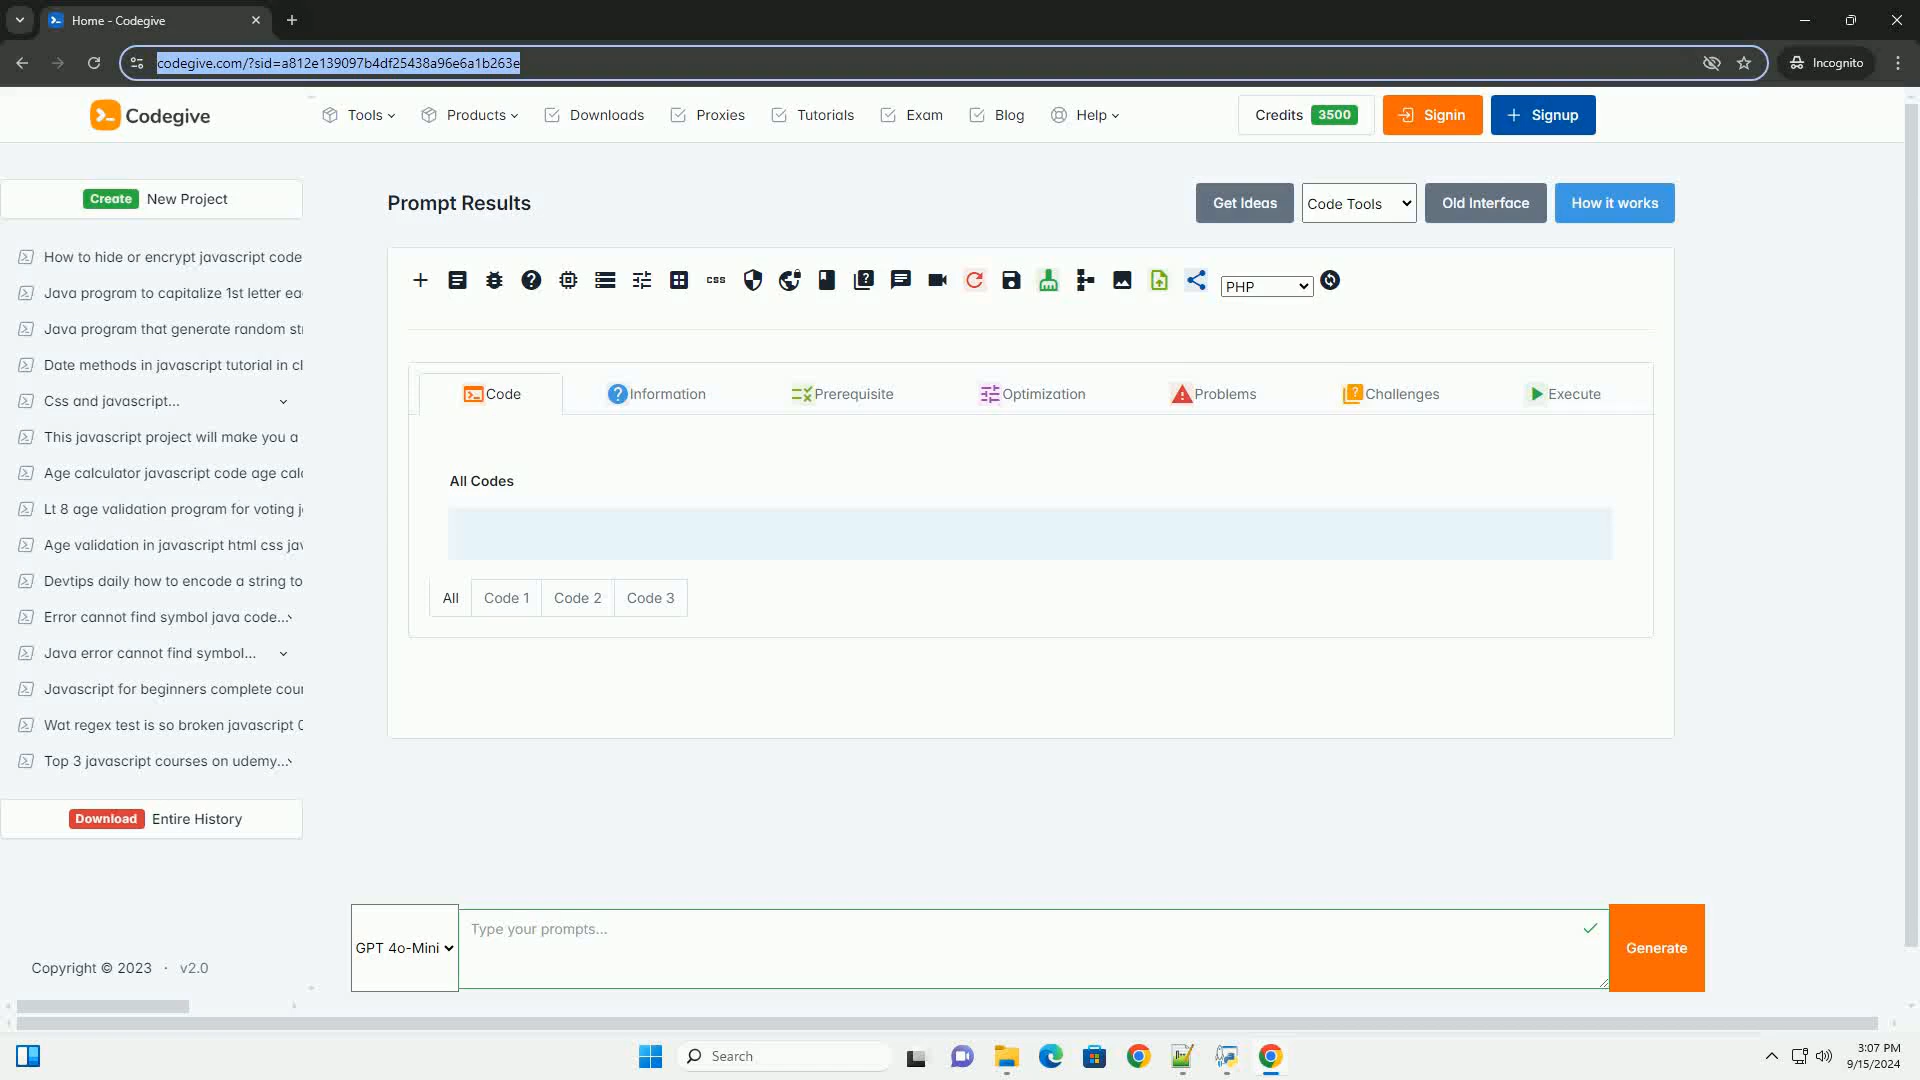 Home - Codegive
codegive.com/?sid=a812e139097b4df25438a96e6a1b263e
Incognito
Codegive
Tools
Products
Downloads
Proxies
Tutorials
Exam
Blog
Help
Credits 3500
Signin
Signup
Create New Project
How to hide or encrypt javascript code
Java program to capitalize 1st letter ea
Java program that generate random st
Date methods in javascript tutorial in cl
Css and javascript...
This javascript project will make you a
Age calculator javascript code age calc
Lt 8 age validation program for voting j
Age validation in javascript html css jav
Devtips daily how to encode a string to
Error cannot find symbol java code...
Java error cannot find symbol...
Javascript for beginners complete cour
Wat regex test is so broken javascript
Top 3 javascript courses on udemy...
Download Entire History
Copyright © 2023 · v2.0
Prompt Results
Get Ideas
Code Tools
Old Interface
How it works
css
PHP
Code
Information
Prerequisite
Optimization
Problems
Challenges
Execute
All Codes
All
Code 1
Code 2
Code 3
GPT 4o-Mini
Type your prompts...
Generate
Search
3:07 PM
9/15/2024